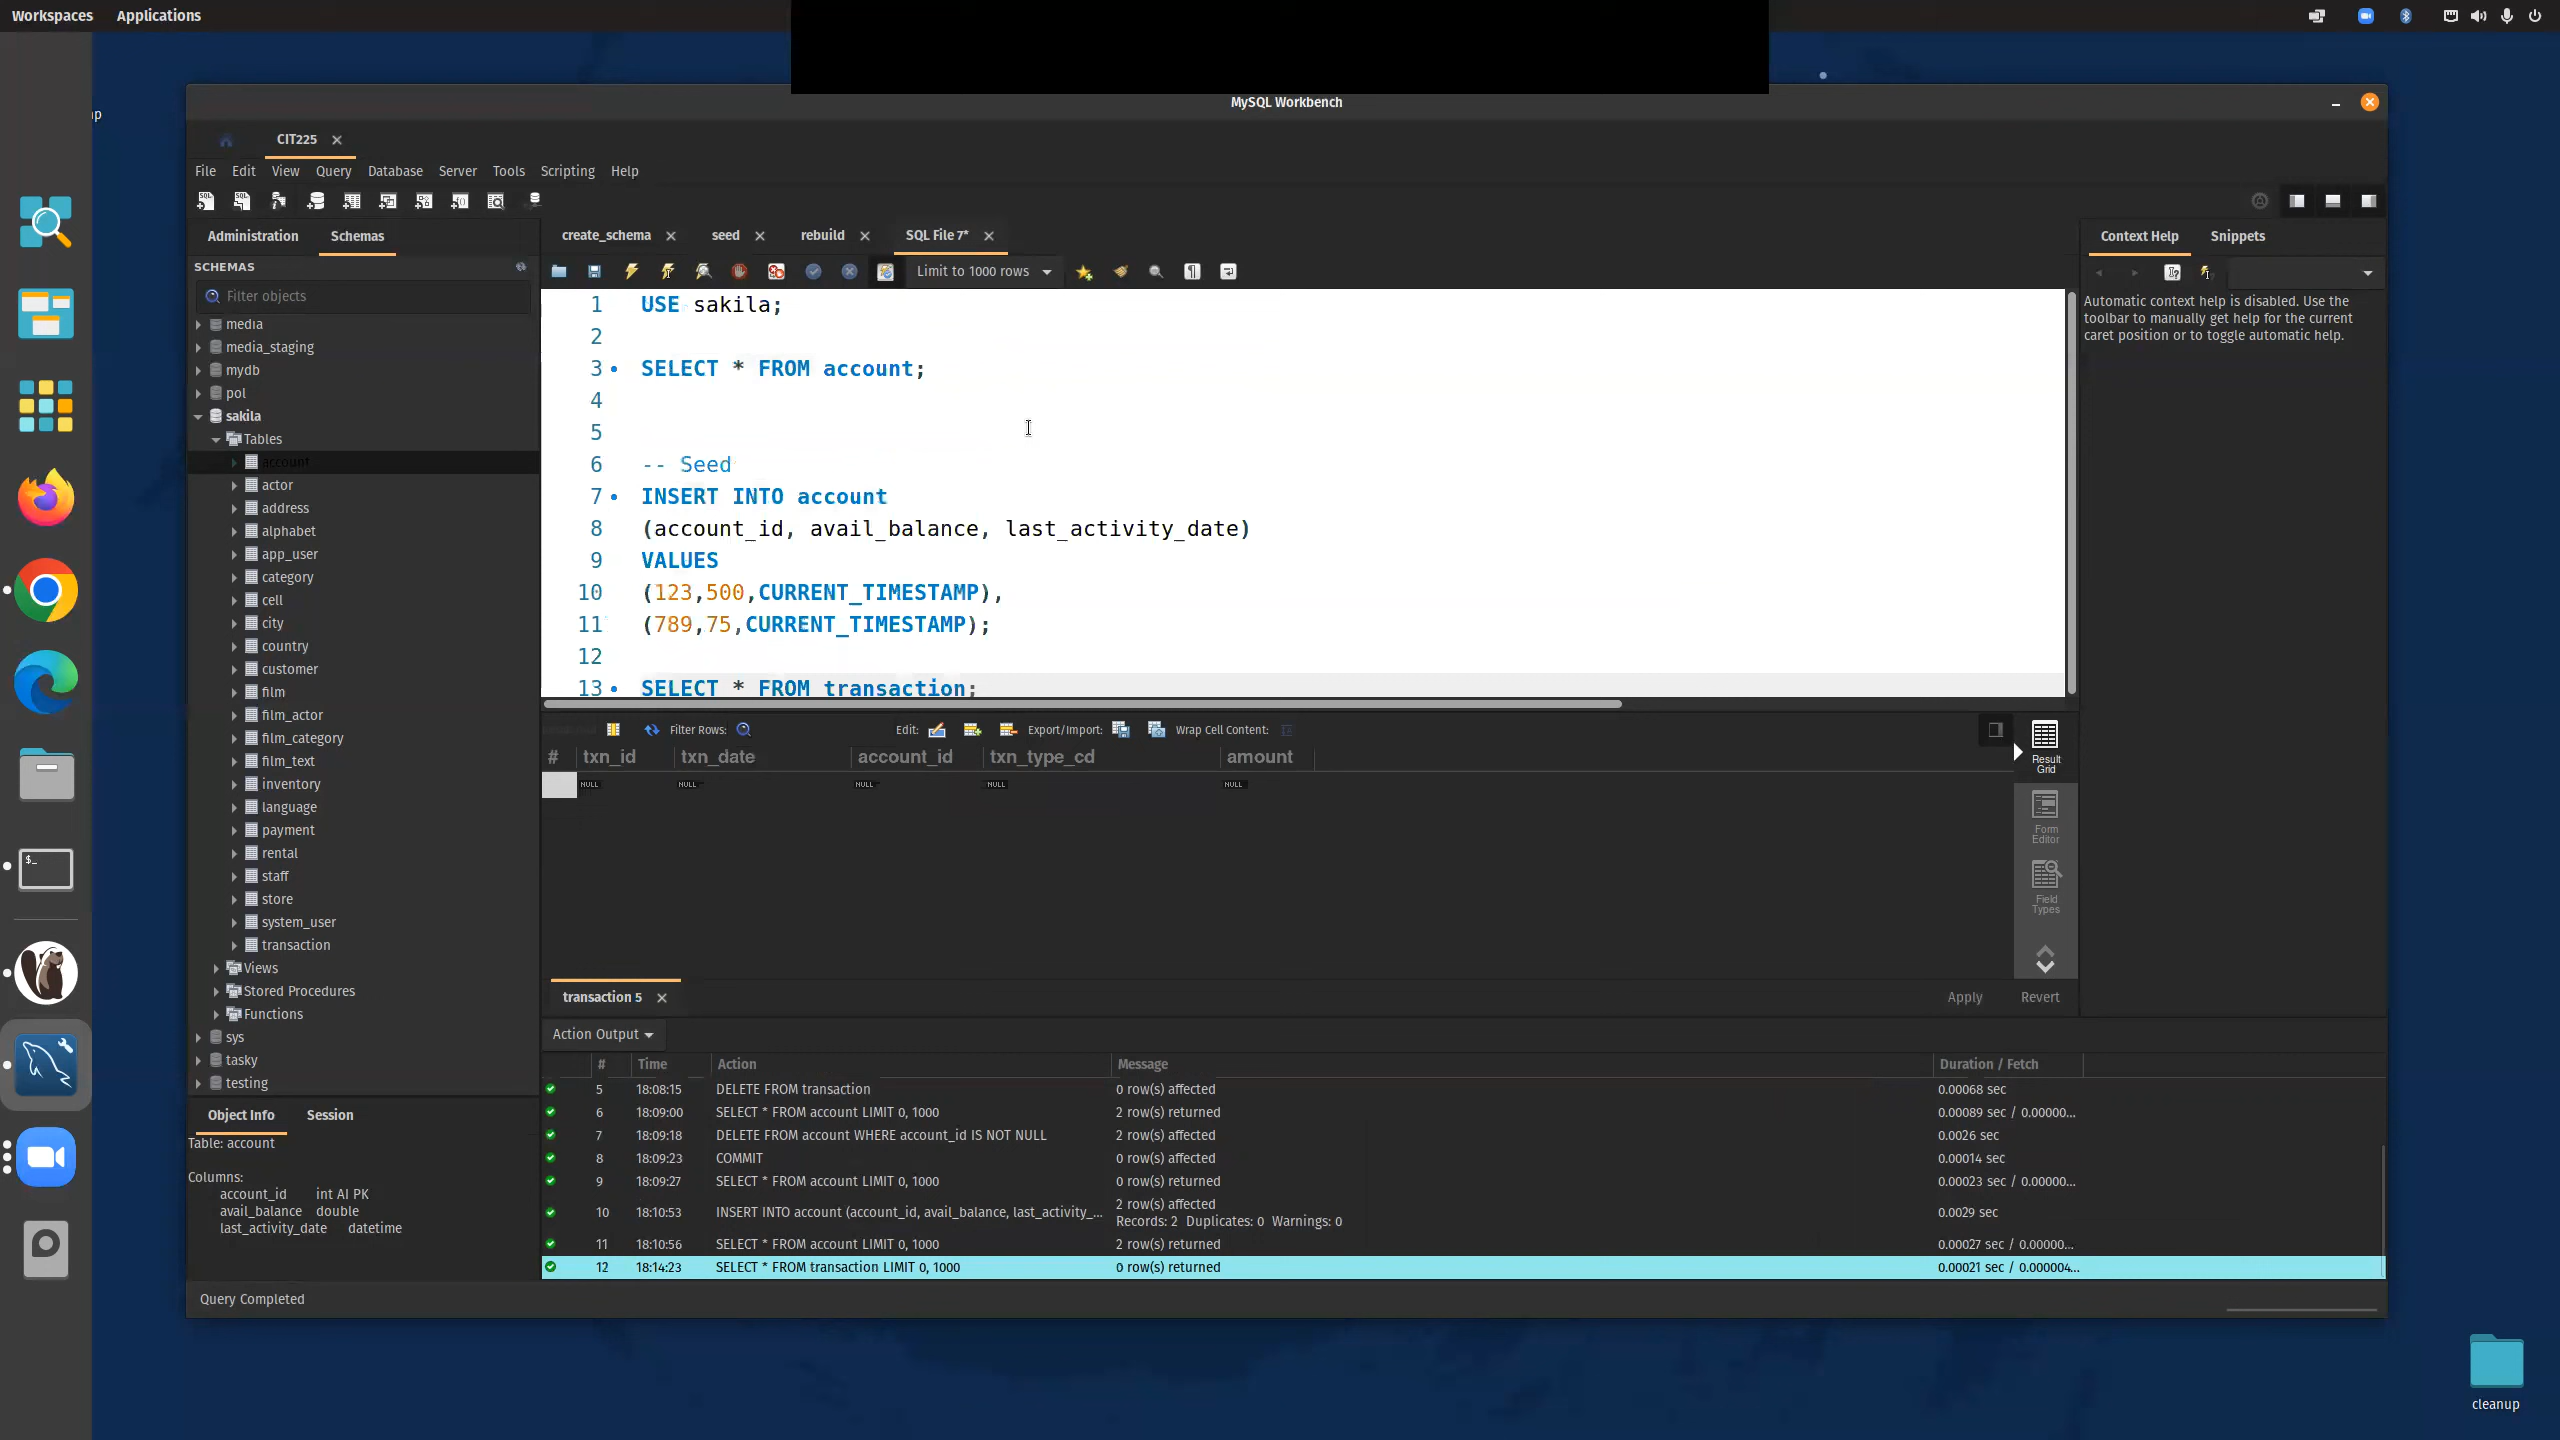 Workspaces Applications
MySQL Workbench
CIT225
File Edit View Query Database Server Tools Scripting Help
Administration Schemas
SCHEMAS
Filter objects
media
media_staging
mydb
pol
sakila
Tables
account
actor
address
alphabet
app_user
category
cell
city
country
customer
film
film_actor
film_category
film_text
inventory
language
payment
rental
staff
store
system_user
transaction
Views
Stored Procedures
Functions
sys
tasky
testing
Object Info Session
Table: account
Columns:
account_id int AI PK
avail_balance double
last_activity_date datetime
Query Completed
create_schema seed rebuild SQL File 7*
Limit to 1000 rows
1 USE sakila;
2
3 SELECT * FROM account;
4
5
6 -- Seed
7 INSERT INTO account
8 (account_id, avail_balance, last_activity_date)
9 VALUES
10 (123,500,CURRENT_TIMESTAMP),
11 (789,75,CURRENT_TIMESTAMP);
12
13 SELECT * FROM transaction;
Filter Rows: Edit: Export/Import: Wrap Cell Content:
# txn_id txn_date account_id txn_type_cd amount
NULL NULL NULL NULL NULL
Result Grid
Form Editor
Field Types
transaction 5 Apply Revert
Action Output
# Time Action Message Duration / Fetch
5 18:08:15 DELETE FROM transaction 0 row(s) affected 0.00068 sec
6 18:09:00 SELECT * FROM account LIMIT 0, 1000 2 row(s) returned 0.00089 sec / 0.00000...
7 18:09:18 DELETE FROM account WHERE account_id IS NOT NULL 2 row(s) affected 0.0026 sec
8 18:09:23 COMMIT 0 row(s) affected 0.00014 sec
9 18:09:27 SELECT * FROM account LIMIT 0, 1000 0 row(s) returned 0.00023 sec / 0.00000...
10 18:10:53 INSERT INTO account (account_id, avail_balance, last_activity_... 2 row(s) affected
Records: 2 Duplicates: 0 Warnings: 0 0.0029 sec
11 18:10:56 SELECT * FROM account LIMIT 0, 1000 2 row(s) returned 0.00027 sec / 0.00000...
12 18:14:23 SELECT * FROM transaction LIMIT 0, 1000 0 row(s) returned 0.00021 sec / 0.000004...
Context Help Snippets
Automatic context help is disabled. Use the
toolbar to manually get help for the current
caret position or to toggle automatic help.
cleanup